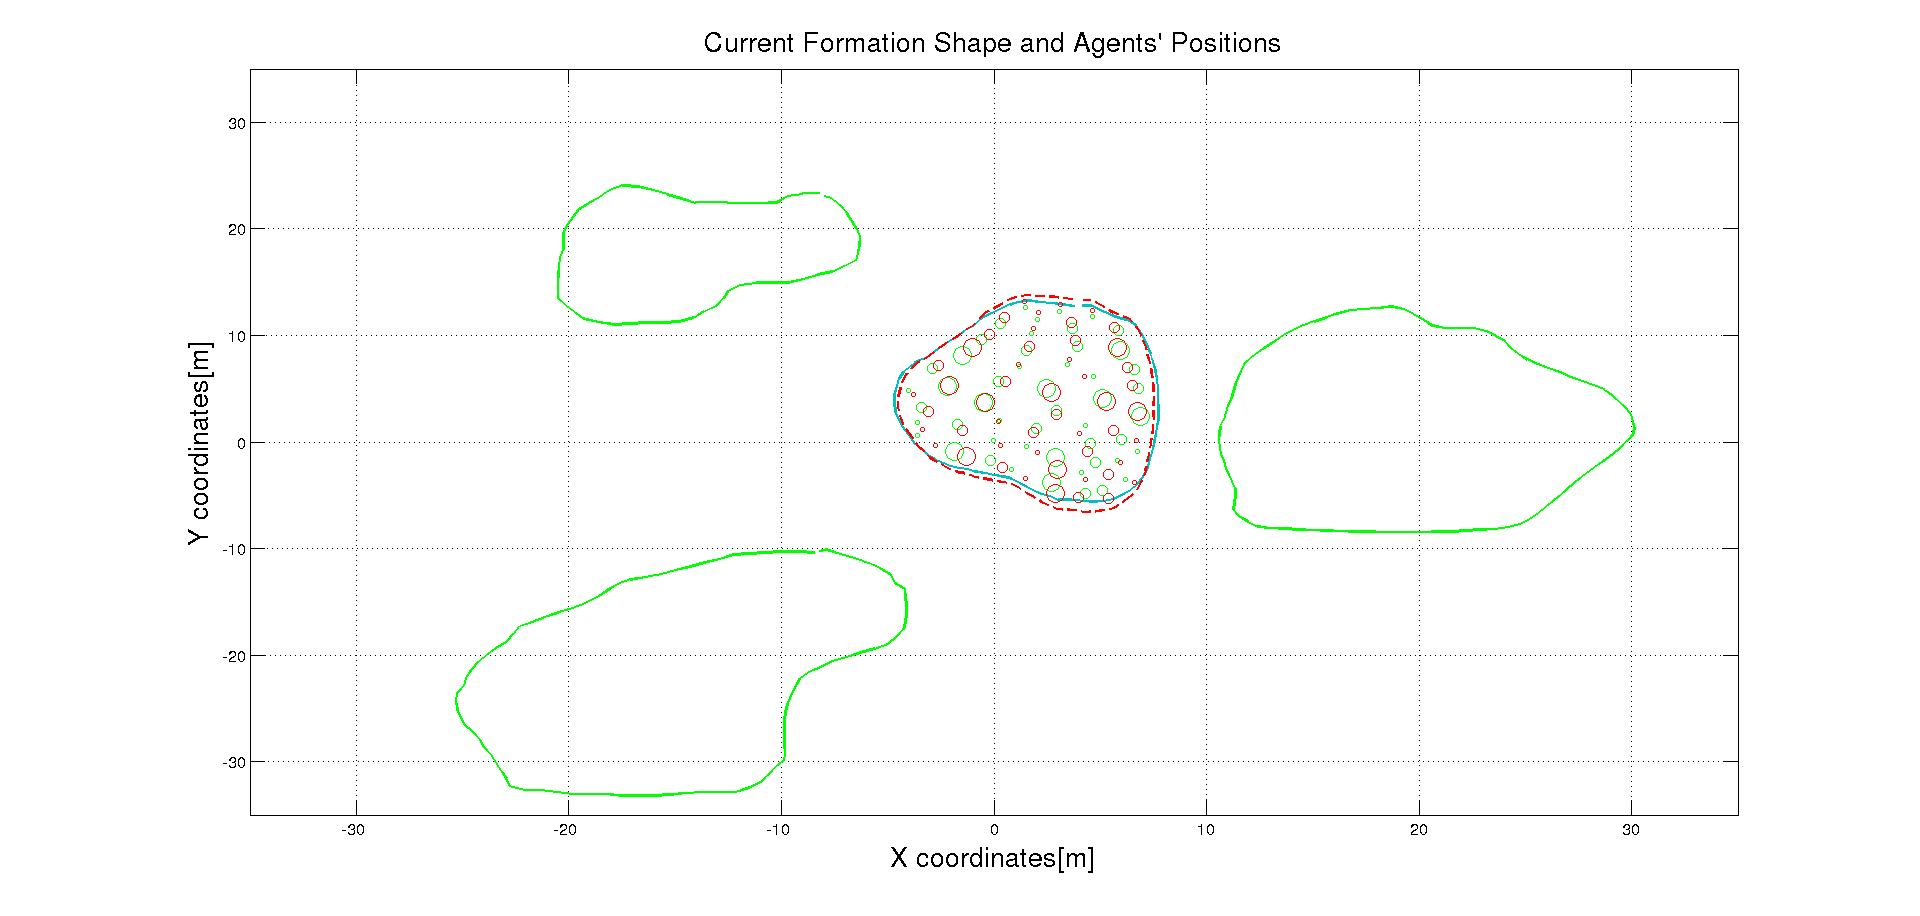 Current Formation Shape and Agents' Positions
30
20
10
0
-10
-20
-30
Y coordinates[m]
-30 -20 -10 0 10 20 30
X coordinates[m]